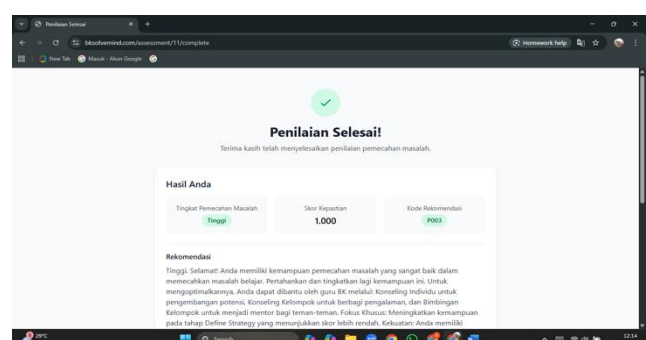 Penilaian Selesai
bksolvemind.com/assessment/11/complete
Homework help
New Tab
Masuk - Akun Google
Penilaian Selesai!
Terima kasih telah menyelesaikan penilaian pemecahan masalah.
Hasil Anda
Tingkat Pemecahan Masalah
Tinggi
Skor Kepastian
1.000
Kode Rekomendasi
P003
Rekomendasi
Tinggi. Selamat! Anda memiliki kemampuan pemecahan masalah yang sangat baik dalam
memecahkan masalah belajar. Pertahankan dan tingkatkan lagi kemampuan ini. Untuk
mengoptimalkannya, Anda dapat dibantu oleh guru BK melalui: Konseling Individu untuk
pengembangan potensi, Konseling Kelompok untuk berbagi pengalaman, dan Bimbingan
Kelompok untuk menjadi mentor bagi teman-teman. Fokus Khusus: Meningkatkan kemampuan
pada tahap Define Strategy yang menunjukkan skor lebih rendah. Kekuatan: Anda memiliki
29°C
Search
12:14